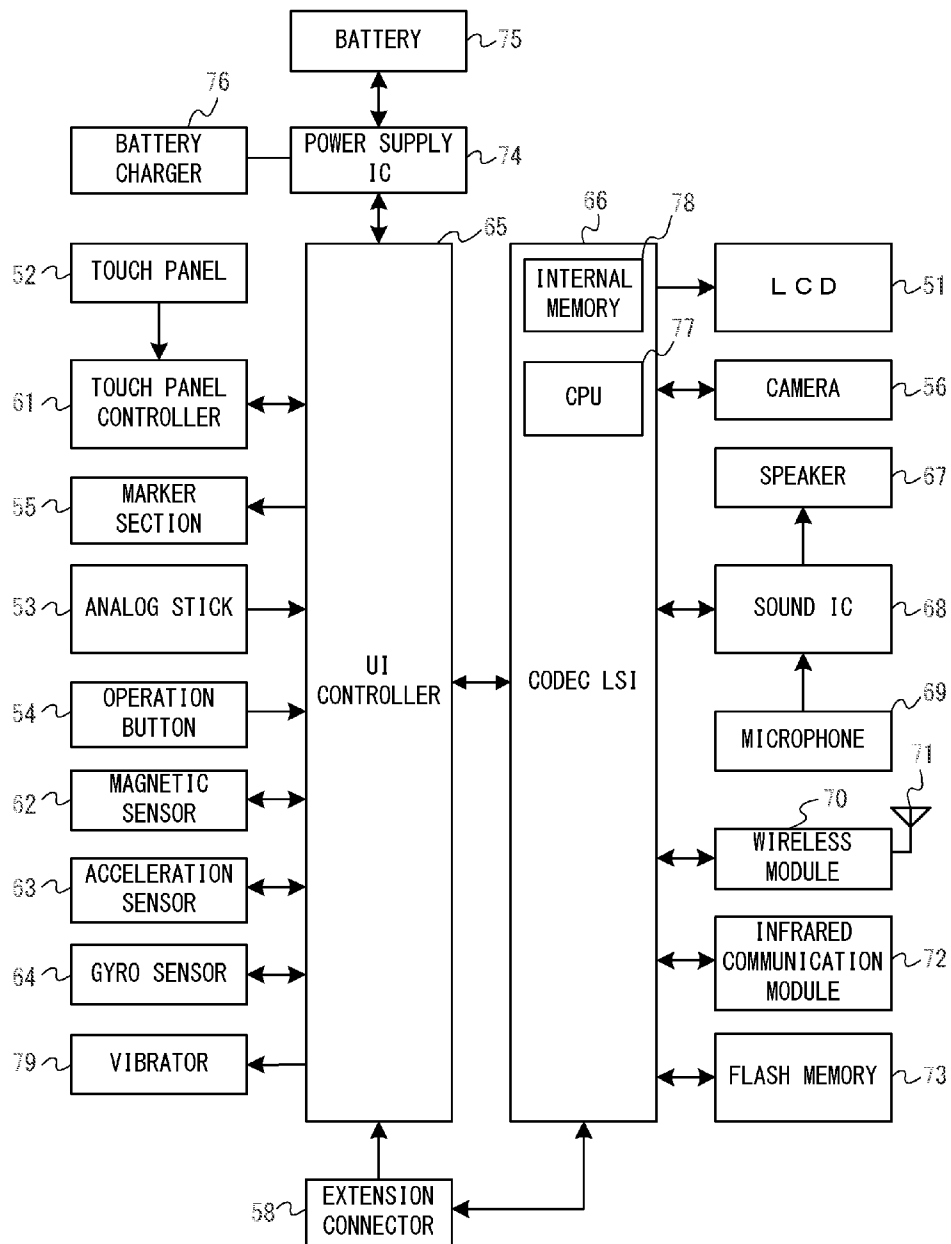 BATTERY
75
76
BATTERY
CHARGER
POWER SUPPLY
IC
74
65
66
78
52
TOUCH PANEL
INTERNAL
MEMORY
LCD
51
77
61
TOUCH PANEL
CONTROLLER
CPU
CAMERA
56
55
MARKER
SECTION
SPEAKER
67
53
ANALOG STICK
SOUND IC
68
UI
CONTROLLER
CODEC LSI
54
OPERATION
BUTTON
69
MICROPHONE
71
62
MAGNETIC
SENSOR
70
WIRELESS
MODULE
63
ACCELERATION
SENSOR
64
GYRO SENSOR
INFRARED
COMMUNICATION
MODULE
72
79
VIBRATOR
FLASH MEMORY
73
58
EXTENSION
CONNECTOR